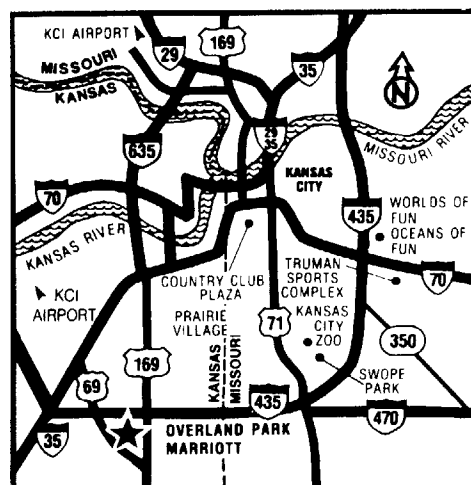 KCI AIRPORT
169
29
35
MISSOURI
KANSAS
635
29
35
MISSOURI RIVER
KANSAS
CITY
70
435
WORLDS OF
FUN
OCEANS OF
FUN
KANSAS RIVER
TRUMAN
SPORTS
COMPLEX
70
KCI
AIRPORT
COUNTRY CLUB
PLAZA
PRAIRIE
VILLAGE
71
KANSAS
CITY
ZOO
350
169
69
KANSAS
MISSOURI
SWOPE
PARK
435
470
35
OVERLAND PARK
MARRIOTT
N